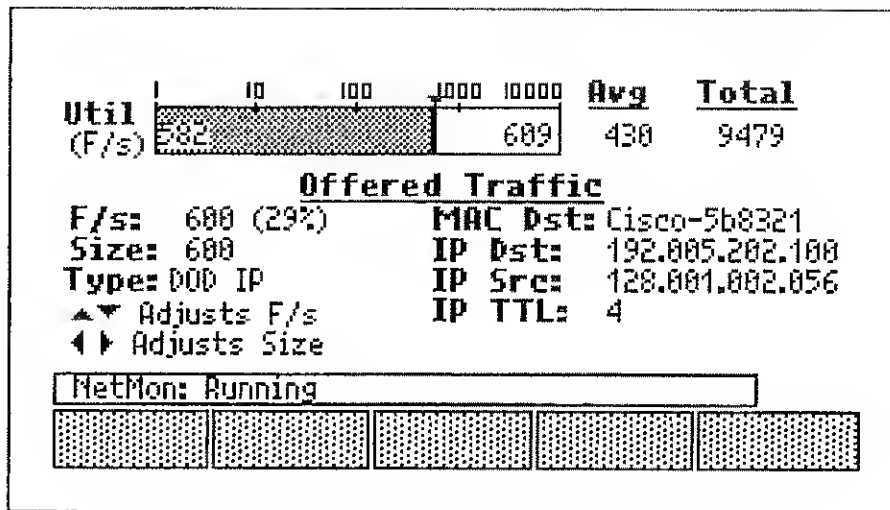 1 10 100 1000 10000 Avg Total
Util
(F/s) 582 609 430 9479
Offered Traffic
F/s: 600 (29%) MAC Dst: Cisco-5b8321
Size: 600 IP Dst: 192.005.202.100
Type: DOD IP IP Src: 128.001.002.056
▲▼ Adjusts F/s IP TTL: 4
◀ ▶ Adjusts Size
NetMon: Running